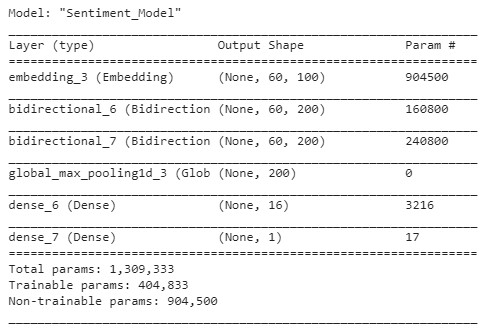 Model: "Sentiment_Model"
Layer (type) Output Shape Param #
embedding_3 (Embedding) (None, 60, 100) 904500
bidirectional_6 (Bidirection (None, 60, 200) 160800
bidirectional_7 (Bidirection (None, 60, 200) 240800
global_max_pooling1d_3 (Glob (None, 200) 0
dense_6 (Dense) (None, 16) 3216
dense_7 (Dense) (None, 1) 17
Total params: 1,309,333
Trainable params: 404,833
Non-trainable params: 904,500